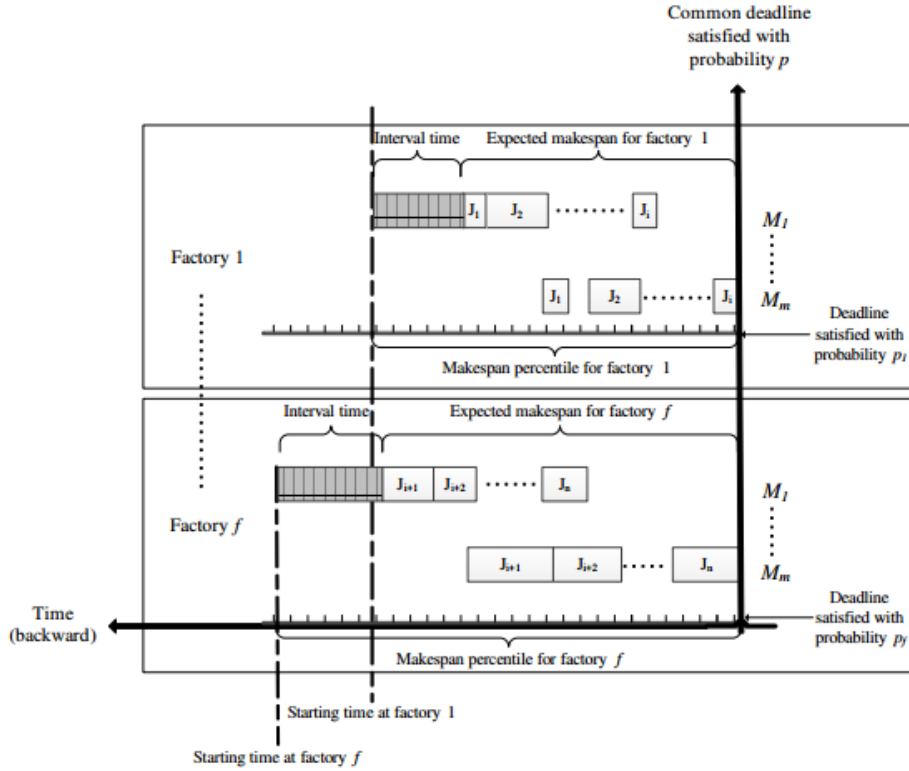 Common deadline
satisfied with
probability p
Interval time
Expected makespan for factory 1
J1
J2
Ji
M1
Factory 1
J1
J2
Ji
Mm
Deadline
satisfied with
probability p1
Makespan percentile for factory 1
Interval time
Expected makespan for factory f
Ji+1
Ji+2
Jn
M1
Factory f
Ji+1
Ji+2
Jn
Mm
Time
(backward)
Deadline
satisfied with
probability pf
Makespan percentile for factory f
Starting time at factory 1
Starting time at factory f